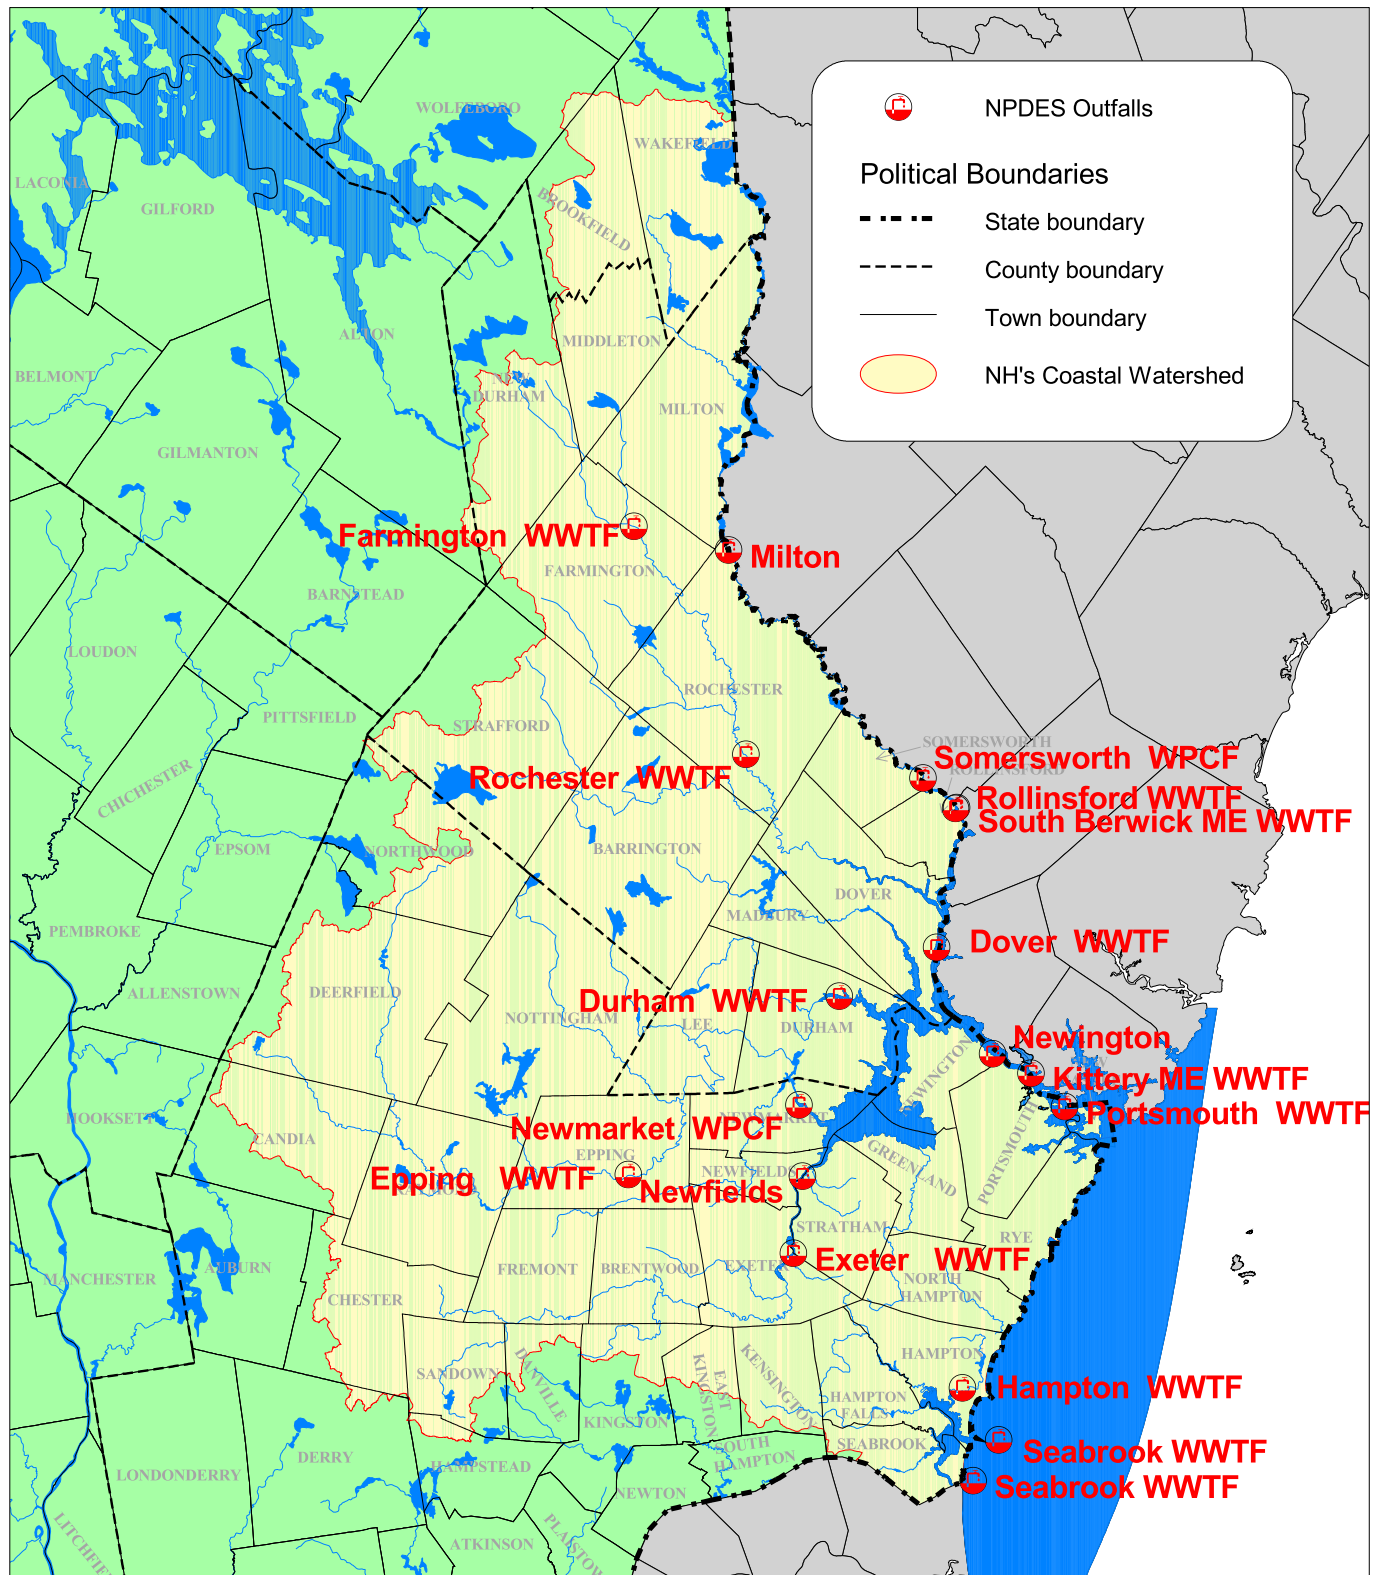 NPDES Outfalls
Political Boundaries
State boundary
County boundary
Town boundary
NH's Coastal Watershed
WOLFEBORO
WAKEFIELD
LACONIA
GILFORD
BROOKFIELD
ALTON
MIDDLETON
BELMONT
NEW
DURHAM
MILTON
GILMANTON
Farmington WWTF
Milton
FARMINGTON
BARNSTEAD
LOUDON
ROCHESTER
PITTSFIELD
STRAFFORD
SOMERSWORTH
Somersworth WPCF
ROLLINSFORD
Rochester WWTF
CHICHESTER
Rollinsford WWTF
South Berwick ME WWTF
EPSOM
NORTHWOOD
BARRINGTON
DOVER
MADBURY
PEMBROKE
Dover WWTF
ALLENSTOWN
DEERFIELD
Durham WWTF
NOTTINGHAM
LEE
DURHAM
Newington
NEWINGTON
Kittery ME WWTF
HOOKSETT
CANDIA
NEWMARKET
Portsmouth WWTF
Newmarket WPCF
PORTSMOUTH
EPPING
GREENLAND
Epping WWTF
RAYMOND
NEWFIELDS
Newfields
STRATHAM
RYE
MANCHESTER
AUBURN
FREMONT
BRENTWOOD
EXETER
Exeter WWTF
NORTH
HAMPTON
CHESTER
HAMPTON
SANDOWN
DANVILLE
EAST
KINGSTON
KENSINGTON
Hampton WWTF
HAMPTON
FALLS
KINGSTON
SEABROOK
Seabrook WWTF
LONDONDERRY
DERRY
HAMPSTEAD
SOUTH
HAMPTON
Seabrook WWTF
NEWTON
ATKINSON